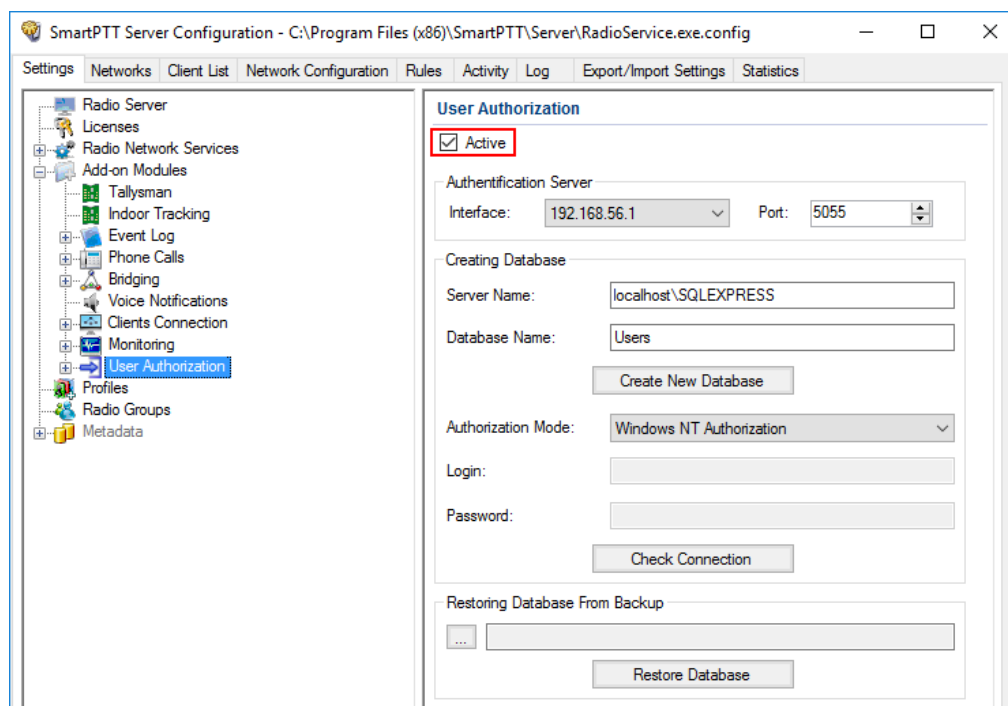 SmartPTT Server Configuration - C:\Program Files (x86)\SmartPTT\Server\RadioService.exe.config
Settings Networks Client List Network Configuration Rules Activity Log Export/Import Settings Statistics
Radio Server
Licenses
Radio Network Services
Add-on Modules
Tallysman
Indoor Tracking
Event Log
Phone Calls
Bridging
Voice Notifications
Clients Connection
Monitoring
User Authorization
Profiles
Radio Groups
Metadata
User Authorization
Active
Authentification Server
Interface: 192.168.56.1 Port: 5055
Creating Database
Server Name: localhost\SQLEXPRESS
Database Name: Users
Create New Database
Authorization Mode: Windows NT Authorization
Login:
Password:
Check Connection
Restoring Database From Backup
...
Restore Database